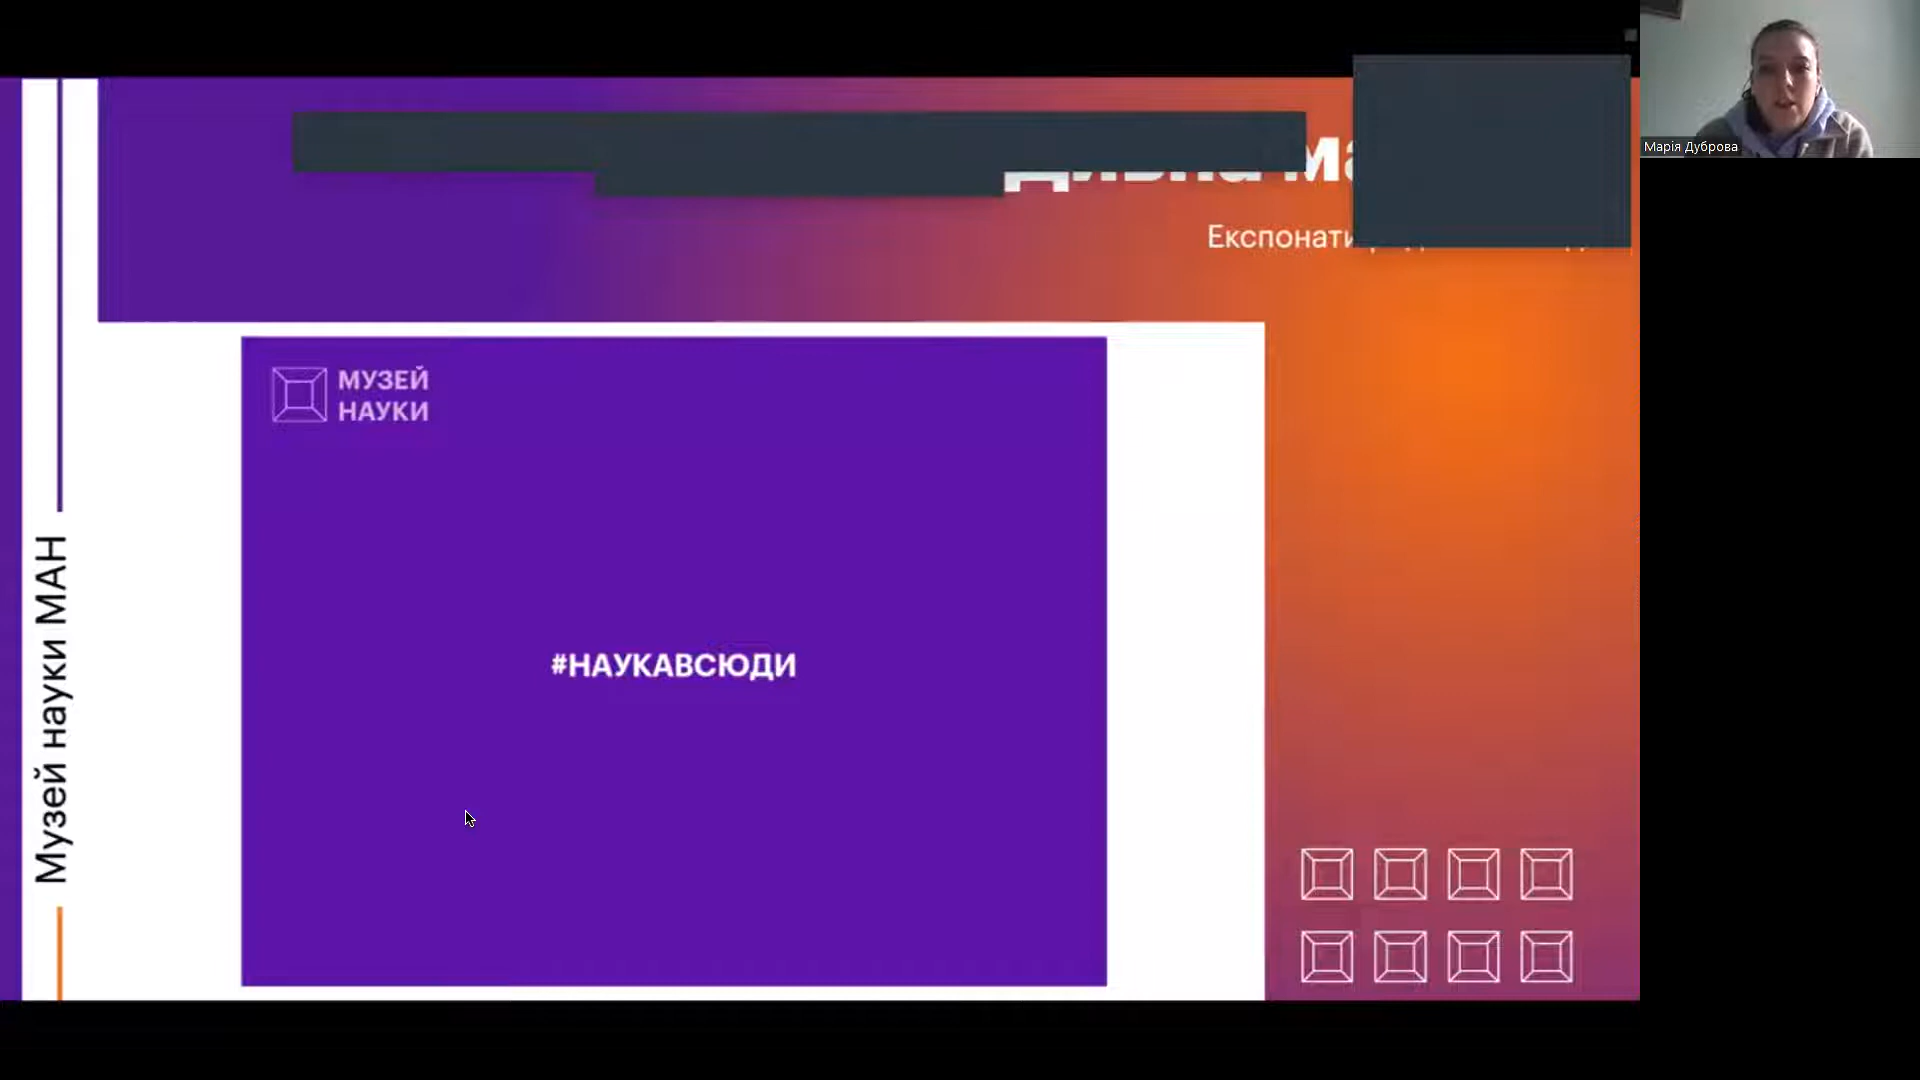 Марія Дуброва
Експонати
МУЗЕЙ
НАУКИ
#НАУКАВСЮДИ
Музей науки МАН